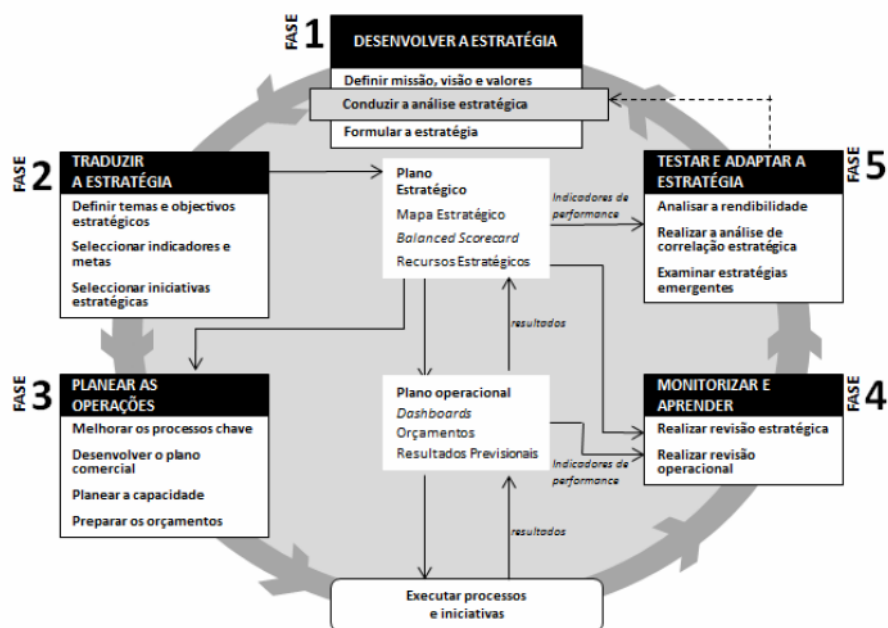 FASE 1
DESENVOLVER A ESTRATÉGIA
Definir missão, visão e valores
Conduzir a análise estratégica
Formular a estratégia
FASE 2
TRADUZIR
A ESTRATÉGIA
Definir temas e objectivos
estratégicos
Seleccionar indicadores e
metas
Seleccionar iniciativas
estratégicas
Plano
Estratégico
Mapa Estratégico
Balanced Scorecard
Recursos Estratégicos
Indicadores de
performance
FASE 5
TESTAR E ADAPTAR A
ESTRATÉGIA
Analisar a rendibilidade
Realizar a análise de
correlação estratégica
Examinar estratégias
emergentes
resultados
FASE 3
PLANEAR AS
OPERAÇÕES
Melhorar os processos chave
Desenvolver o plano
comercial
Planear a capacidade
Preparar os orçamentos
Plano operacional
Dashboards
Orçamentos
Resultados Previsionais
Indicadores de
performance
FASE 4
MONITORIZAR E
APRENDER
Realizar revisão estratégica
Realizar revisão
operacional
resultados
Executar processos
e iniciativas